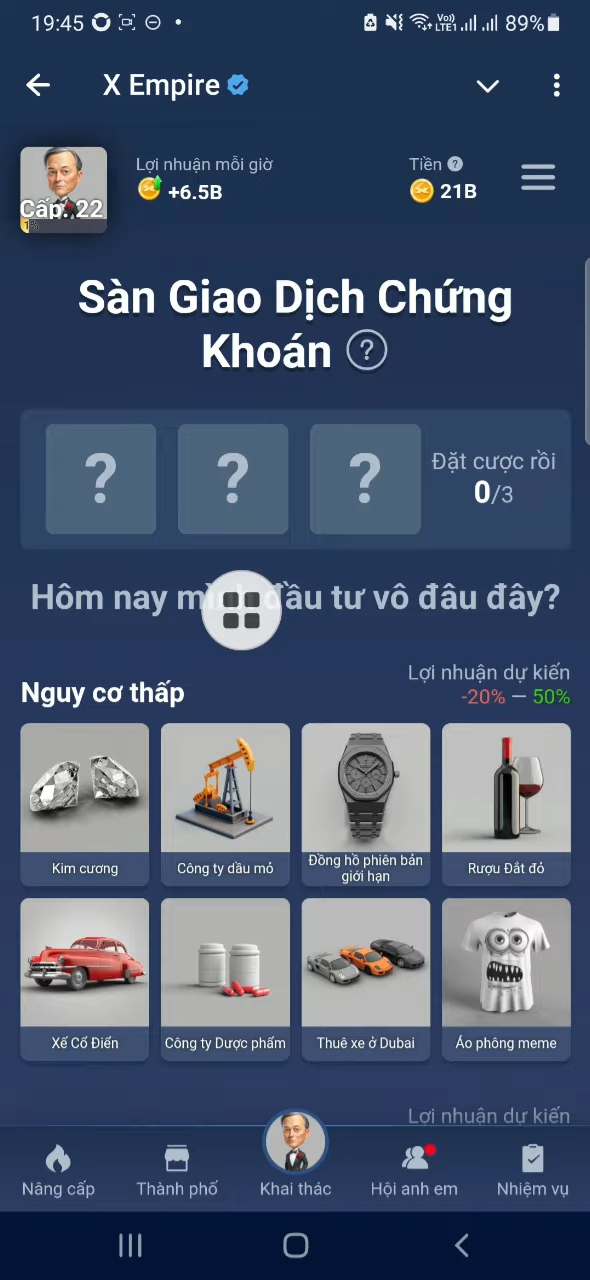 19:45
Vo))
LTE1
89%
X Empire
Cấp. 22
1%
Lợi nhuận mỗi giờ
+6.5B
Tiền ?
21B
Sàn Giao Dịch Chứng
Khoán ?
? ? ?
Đặt cược rồi
0/3
Hôm nay mình đầu tư vô đâu đây?
Nguy cơ thấp
Lợi nhuận dự kiến
-20% — 50%
Kim cương
Công ty dầu mỏ
Đồng hồ phiên bản
giới hạn
Rượu Đắt đỏ
Xế Cổ Điển
Công ty Dược phẩm
Thuê xe ở Dubai
Áo phông meme
Lợi nhuận dự kiến
Nâng cấp
Thành phố
Khai thác
Hội anh em
Nhiệm vụ